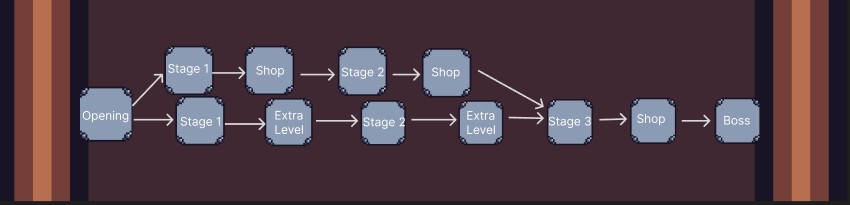 Opening
Stage 1
Shop
Stage 2
Shop
Stage 1
Extra
Level
Stage 2
Extra
Level
Stage 3
Shop
Boss